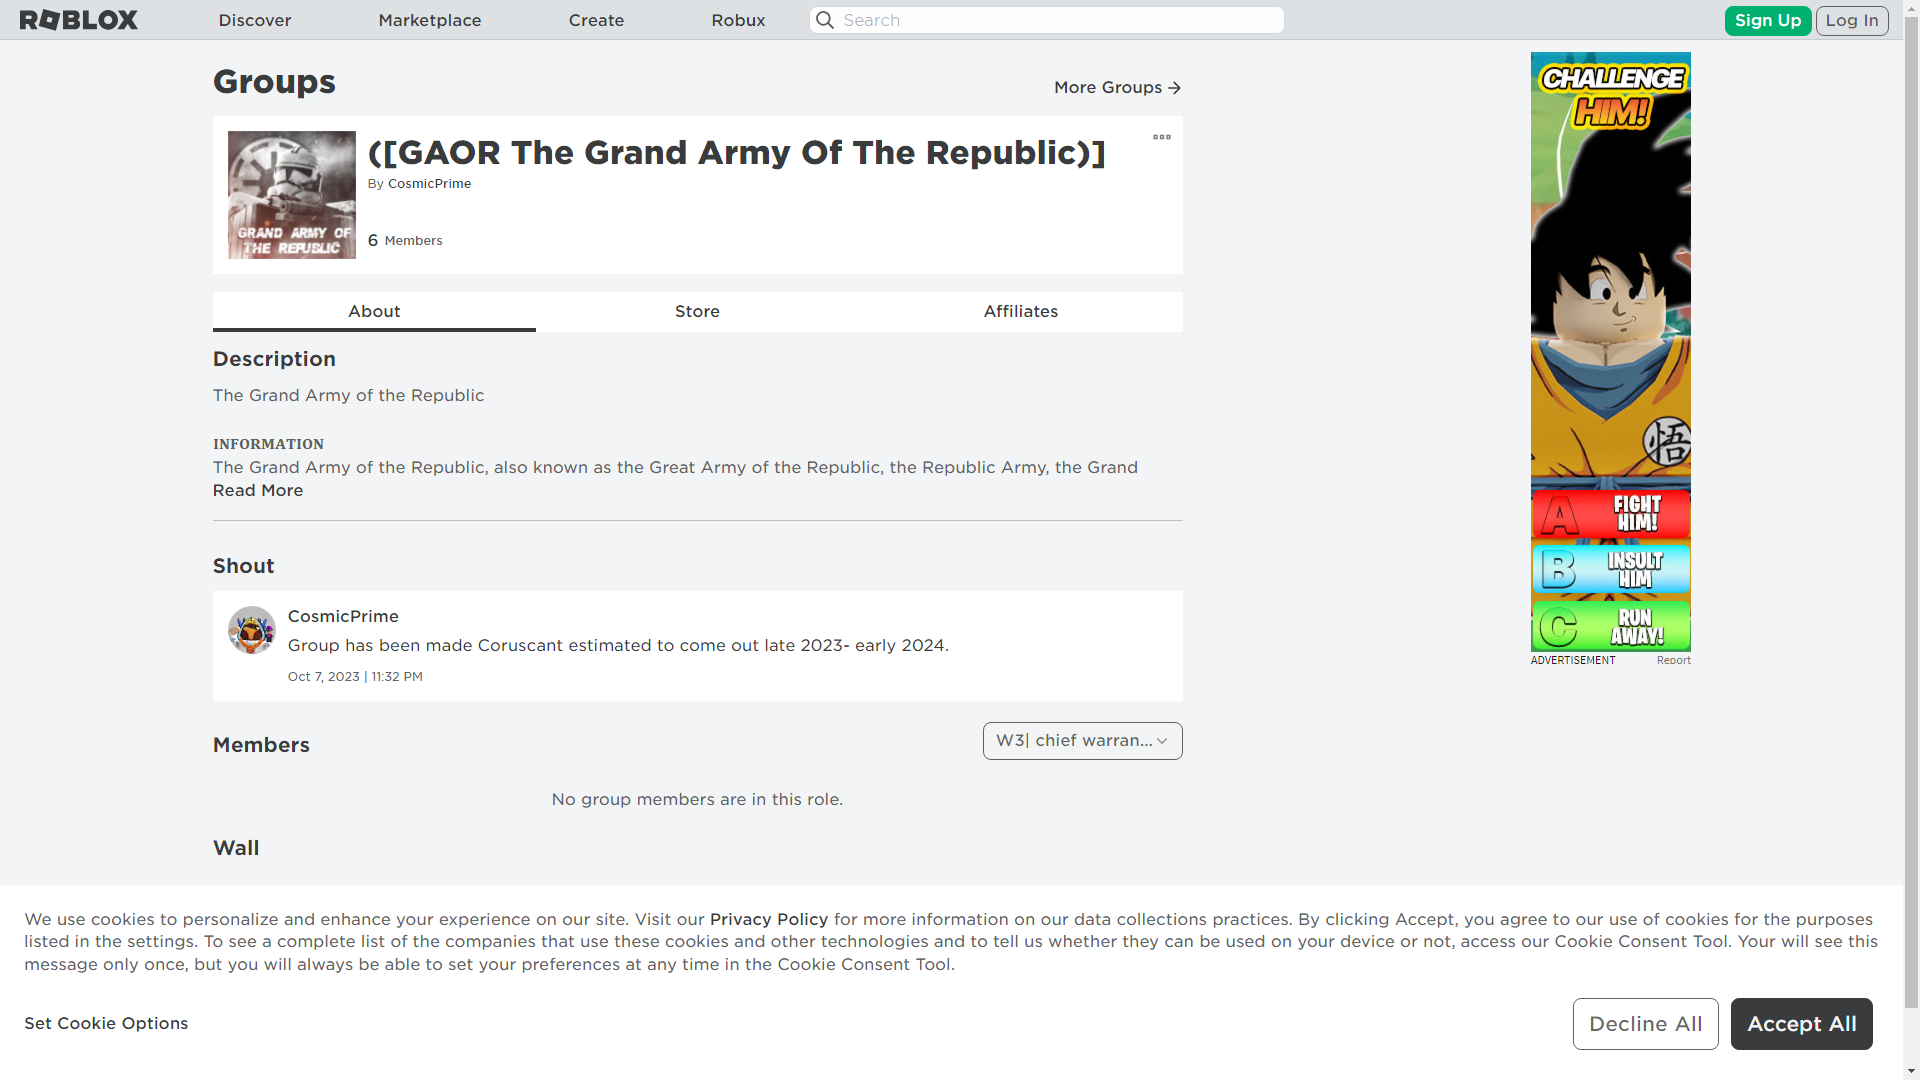 ROBLOX
Discover
Marketplace
Create
Robux
Search
Sign Up
Log In
Groups
More Groups
([GAOR The Grand Army Of The Republic)]
By CosmicPrime
6 Members
GRAND ARMY OF
THE REPUBLIC
About
Store
Affiliates
Description
The Grand Army of the Republic
INFORMATION
The Grand Army of the Republic, also known as the Great Army of the Republic, the Republic Army, the Grand
Read More
Shout
CosmicPrime
Group has been made Coruscant estimated to come out late 2023- early 2024.
Oct 7, 2023 | 11:32 PM
Members
W3| chief warran...
No group members are in this role.
Wall
CHALLENGE
HIM!
悟
A FIGHT
HIM!
B INSULT
HIM
C RUN
AWAY!
ADVERTISEMENT
Report
We use cookies to personalize and enhance your experience on our site. Visit our Privacy Policy for more information on our data collections practices. By clicking Accept, you agree to our use of cookies for the purposes
listed in the settings. To see a complete list of the companies that use these cookies and other technologies and to tell us whether they can be used on your device or not, access our Cookie Consent Tool. Your will see this
message only once, but you will always be able to set your preferences at any time in the Cookie Consent Tool.
Set Cookie Options
Decline All
Accept All